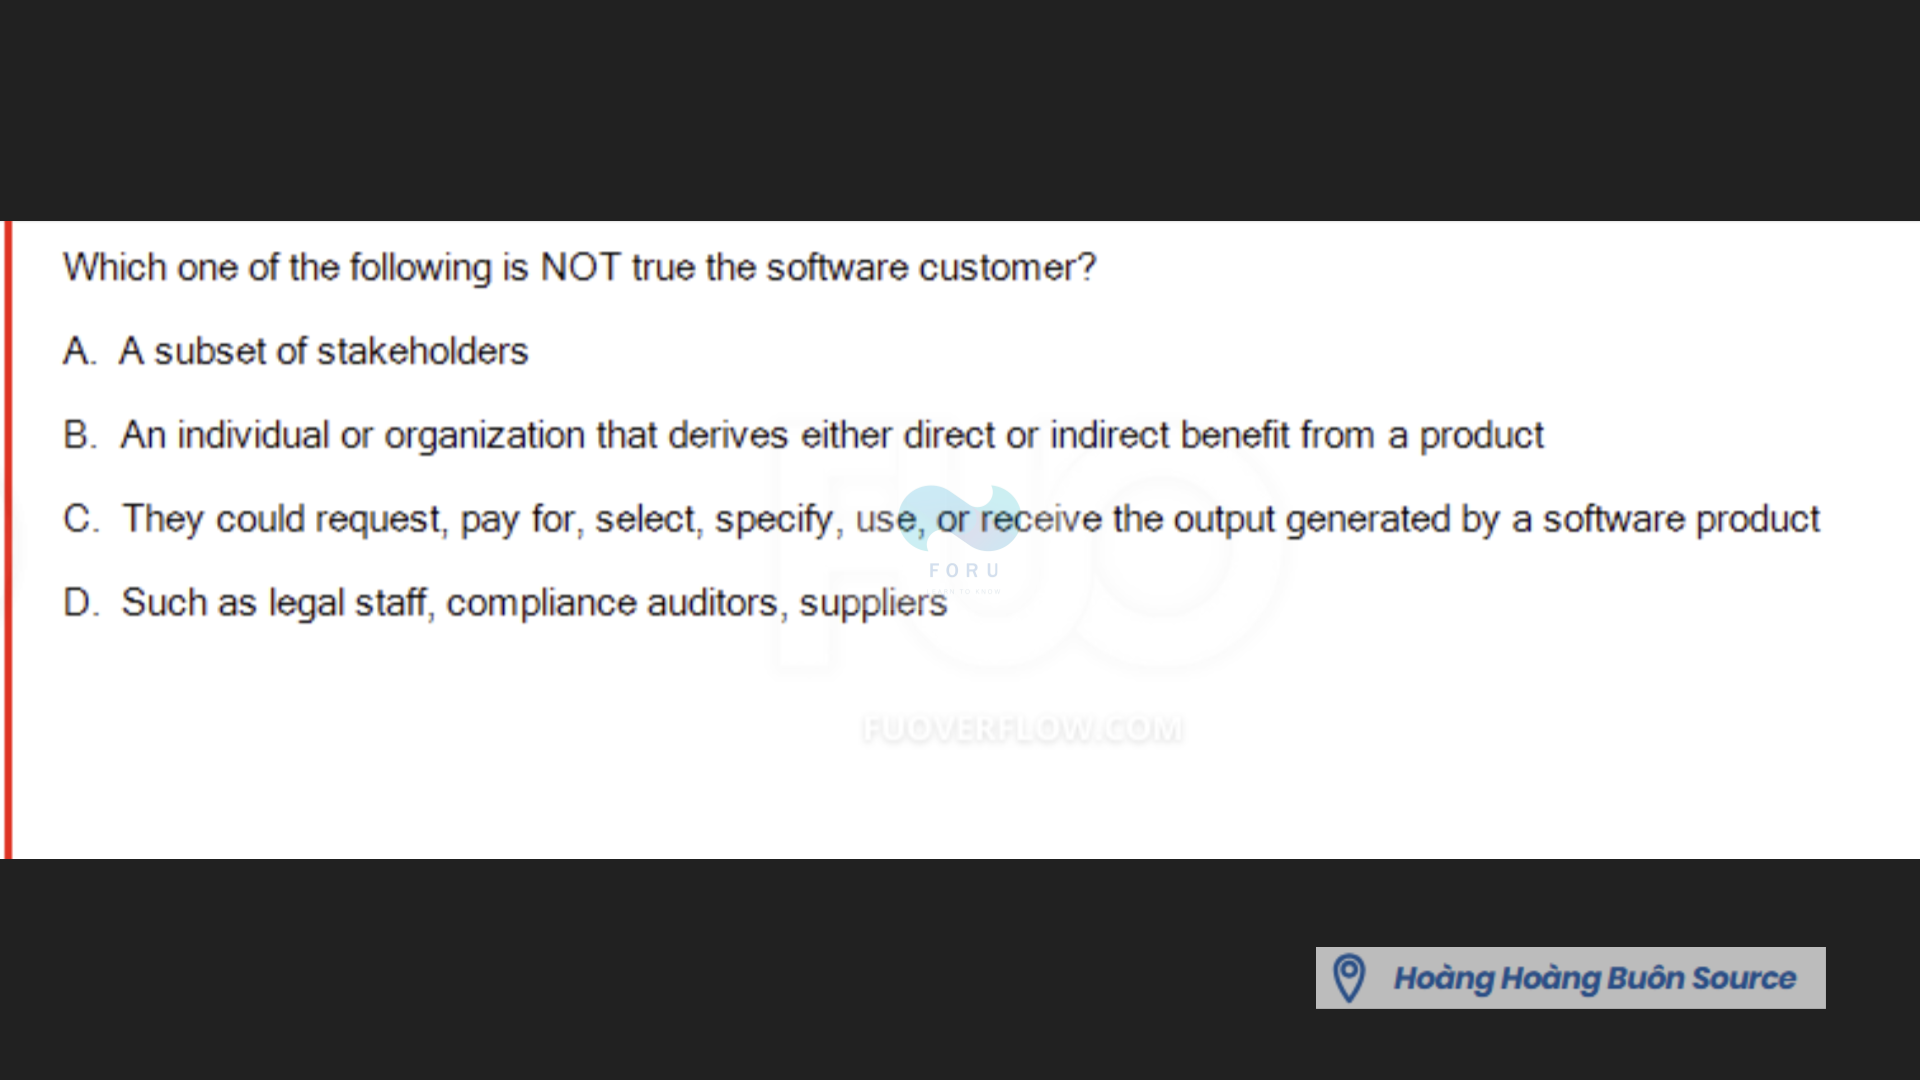 Which one of the following is NOT true the software customer?
A. A subset of stakeholders
B. An individual or organization that derives either direct or indirect benefit from a product
C. They could request, pay for, select, specify, use, or receive the output generated by a software product
D. Such as legal staff, compliance auditors, suppliers
FUO
FORU
FUOVERFLOW.COM
Hoàng Hoàng Buôn Source